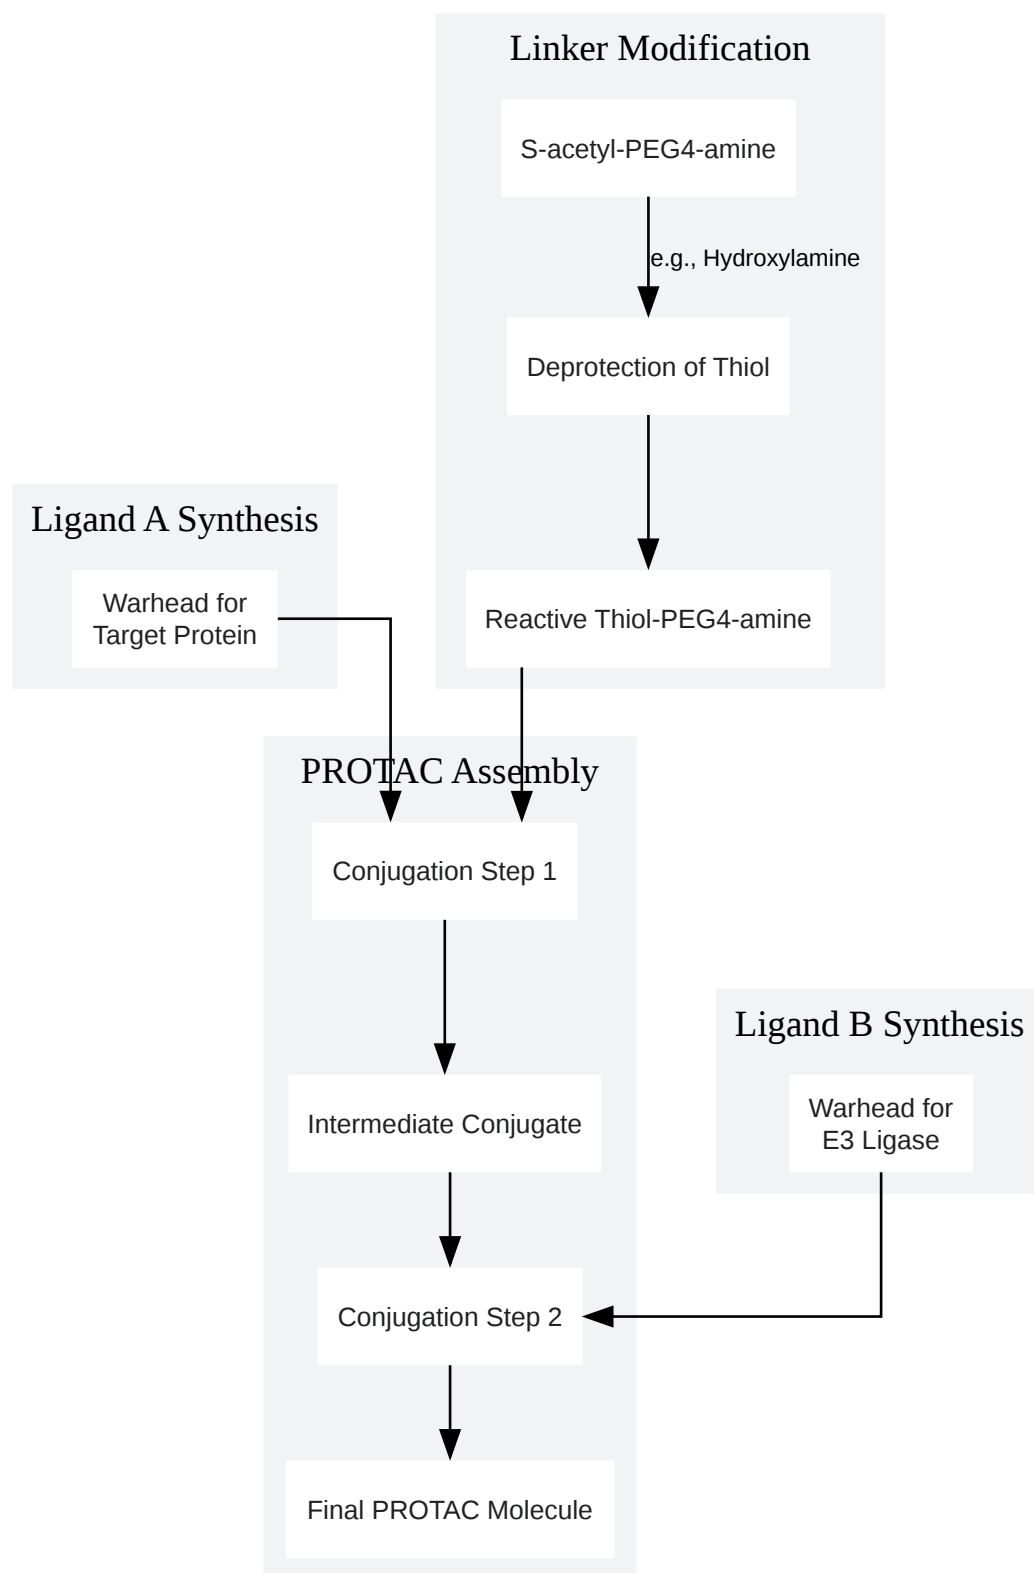 Linker Modification
S-acetyl-PEG4-amine
e.g., Hydroxylamine
Deprotection of Thiol
Reactive Thiol-PEG4-amine
Ligand A Synthesis
Warhead for
Target Protein
PROTAC Assembly
Conjugation Step 1
Intermediate Conjugate
Ligand B Synthesis
Warhead for
E3 Ligase
Conjugation Step 2
Final PROTAC Molecule